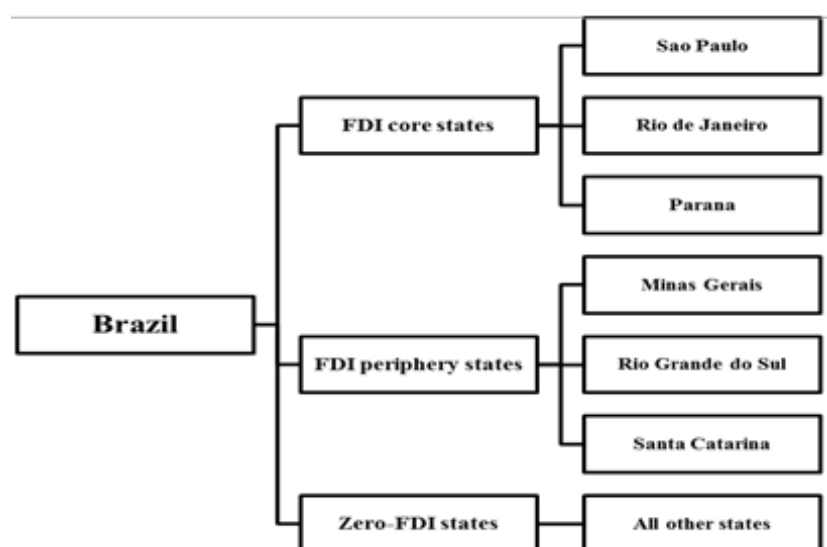 Brazil
FDI core states
Sao Paulo
Rio de Janeiro
Parana
FDI periphery states
Minas Gerais
Rio Grande do Sul
Santa Catarina
Zero-FDI states
All other states